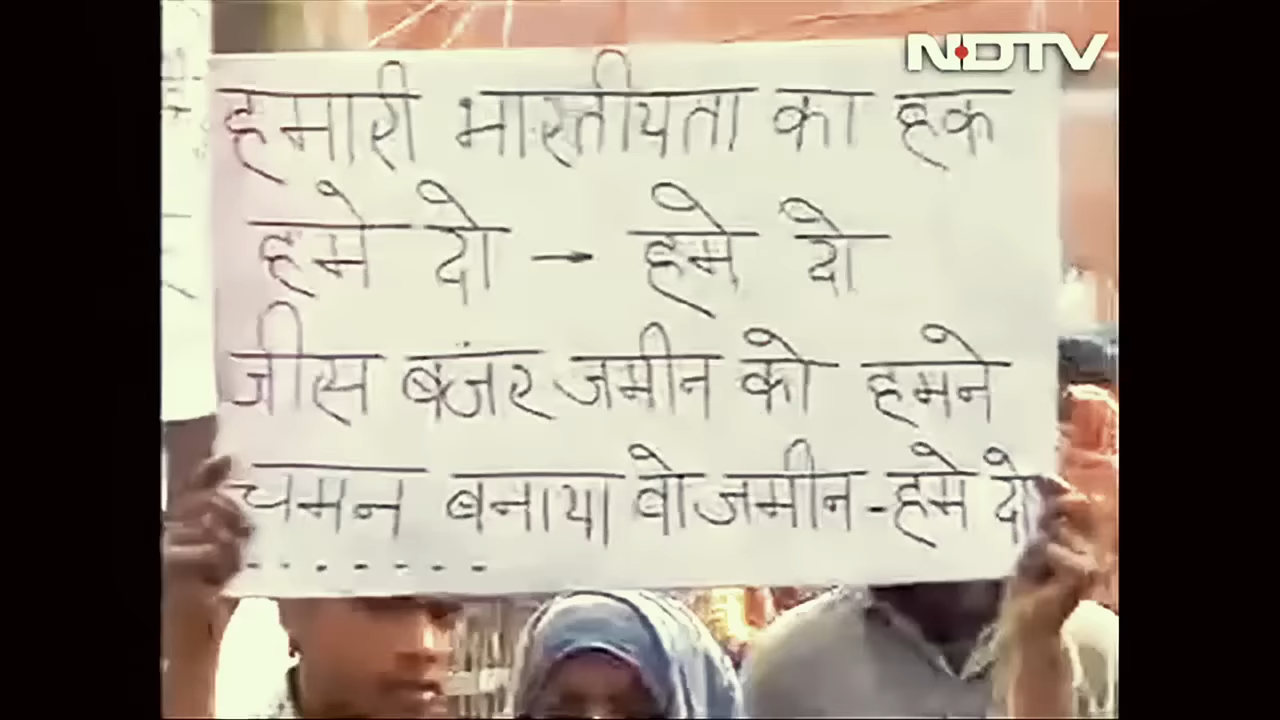 NDTV
हमारी भारतीयता का हक
हमे दो → हमे दो
जीस बंजर जमीन को हमने
चमन बनाया वो जमीन - हमे दो
.......